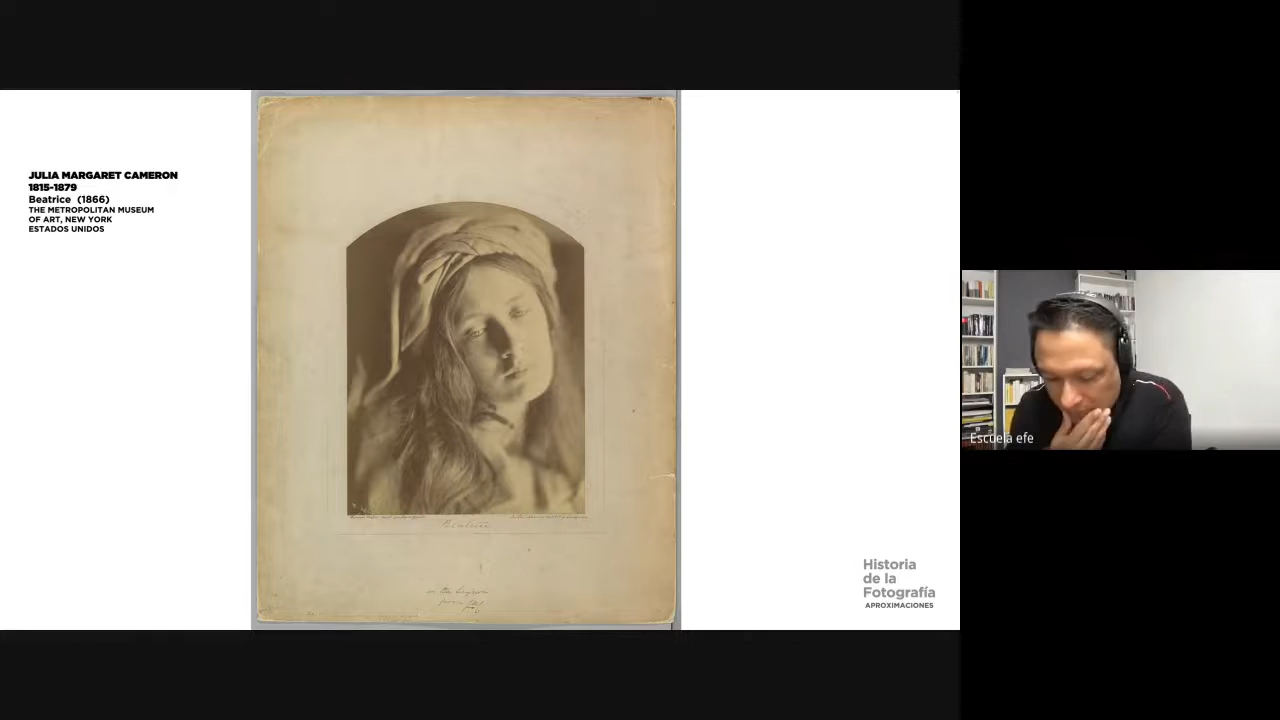 JULIA MARGARET CAMERON
1815-1879
Beatrice (1866)
THE METROPOLITAN MUSEUM
OF ART, NEW YORK
ESTADOS UNIDOS
Beatrice
Historia
de la
Fotografía
APROXIMACIONES
Escuela efe